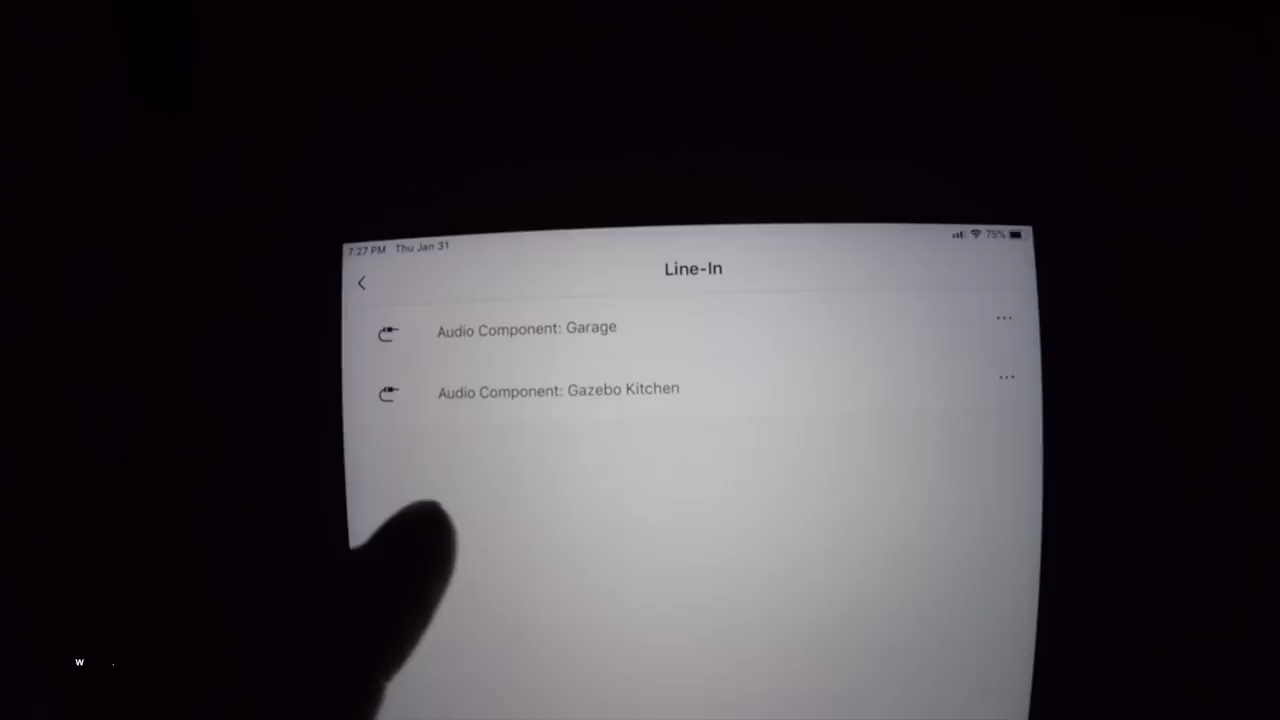 7:27 PM Thu Jan 31
75%
Line-In
Audio Component: Garage
Audio Component: Gazebo Kitchen
W .